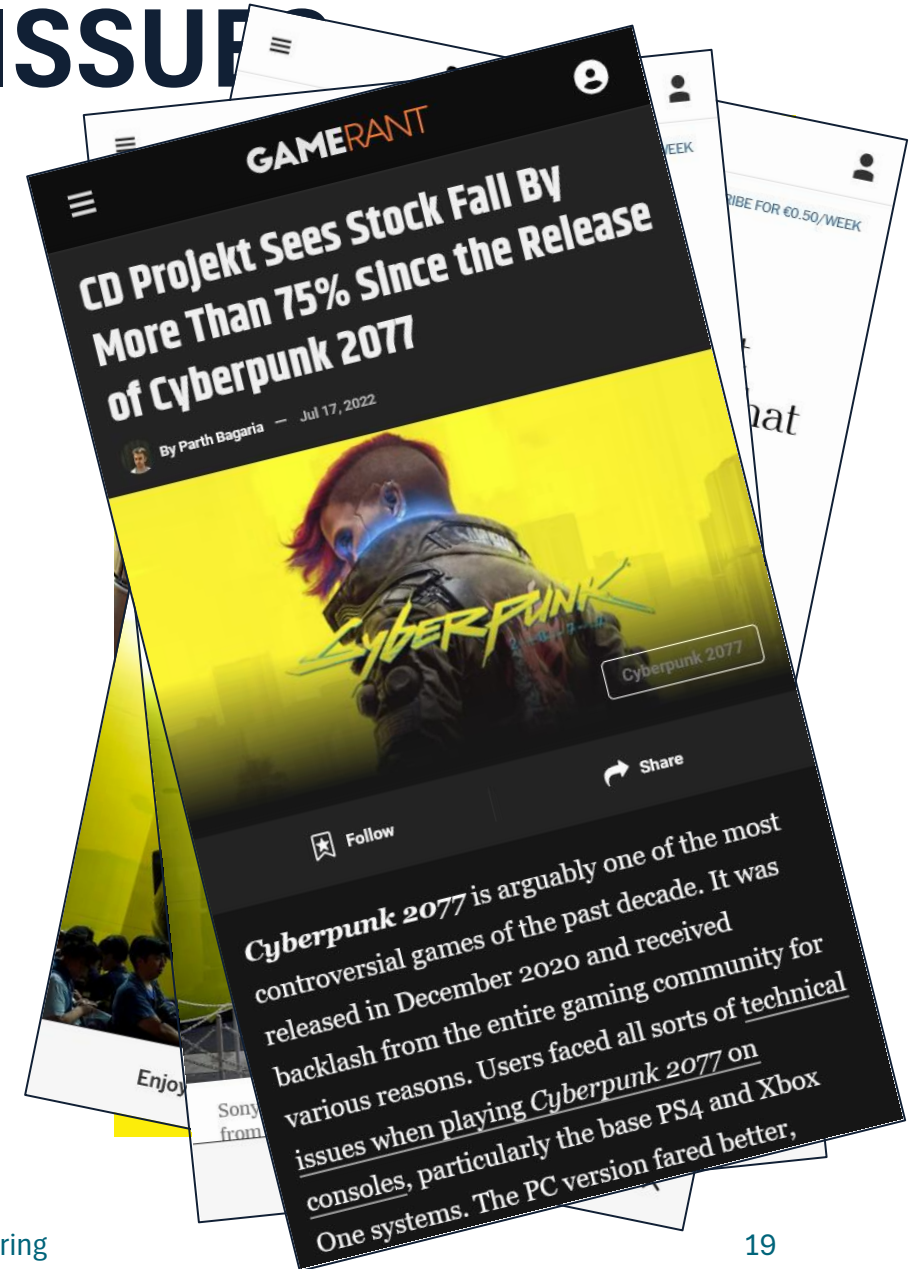 ISSUES
GAMERANT
CD Projekt Sees Stock Fall By
More Than 75% Since the Release
of Cyberpunk 2077
By Parth Bagaria — Jul 17, 2022
CYBERPUNK
2077
Cyberpunk 2077
Follow
Share
Cyberpunk 2077 is arguably one of the most
controversial games of the past decade. It was
released in December 2020 and received
backlash from the entire gaming community for
various reasons. Users faced all sorts of technical
issues when playing Cyberpunk 2077 on
consoles, particularly the base PS4 and Xbox
One systems. The PC version fared better,
/WEEK
RIBE FOR €0.50/WEEK
hat
Enjoy
Sony
from
ring
19